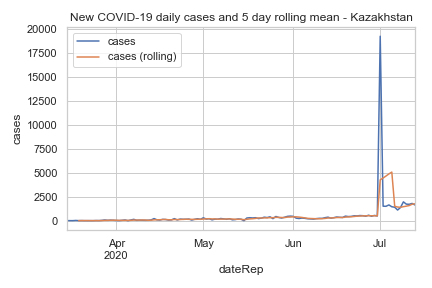 New COVID-19 daily cases and 5 day rolling mean - Kazakhstan
cases
cases (rolling)
20000
17500
15000
12500
10000
7500
5000
2500
0
cases
Apr
2020
May
Jun
Jul
dateRep